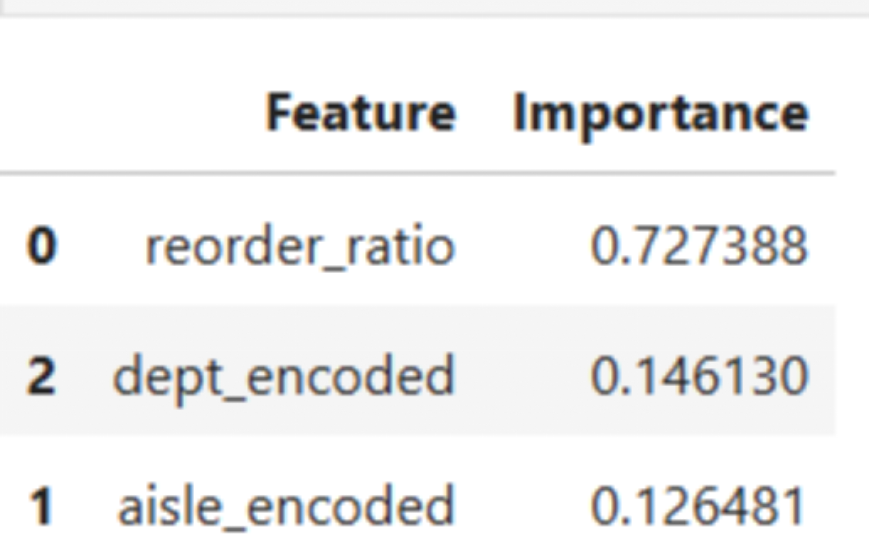 Feature Importance
0 reorder_ratio 0.727388
2 dept_encoded 0.146130
1 aisle_encoded 0.126481